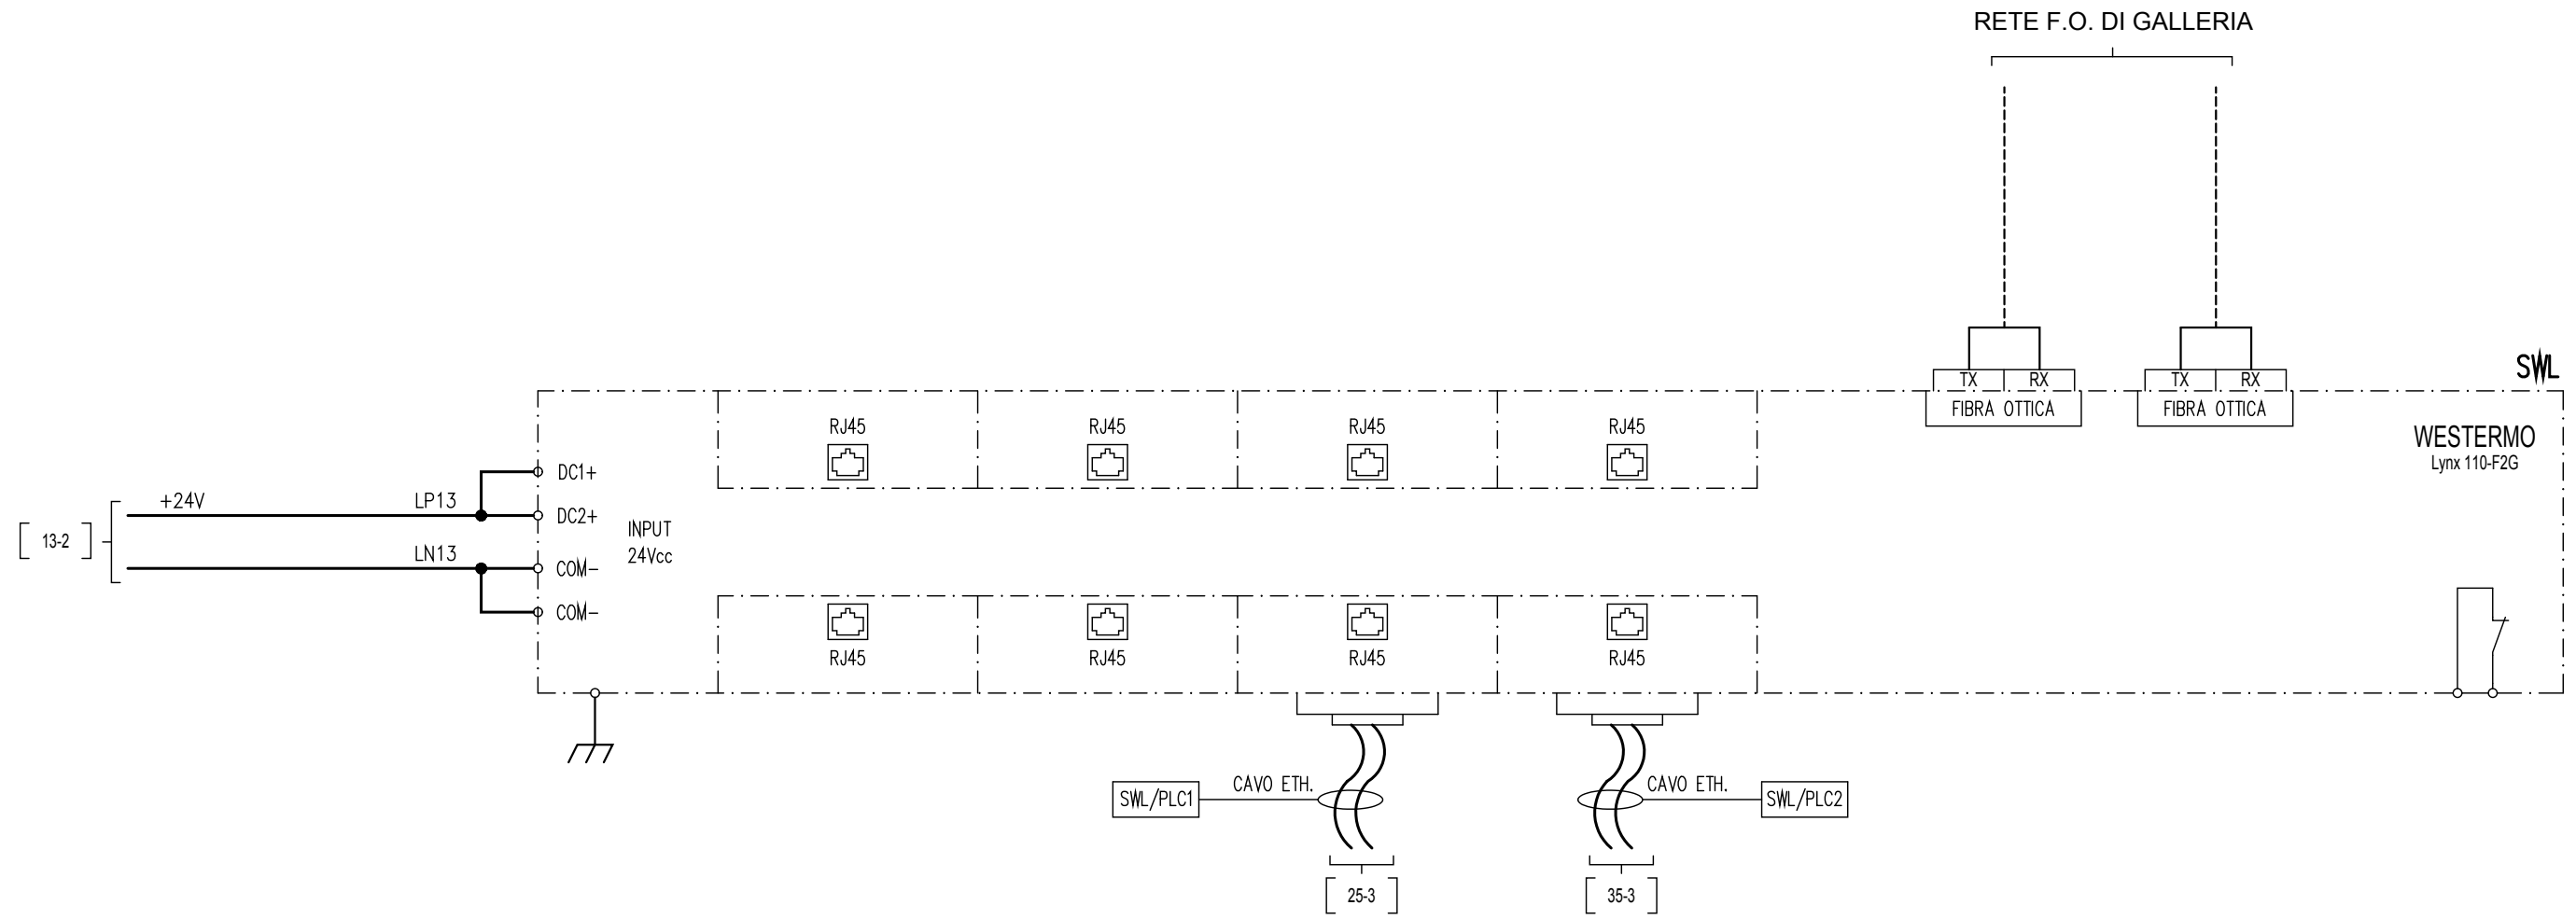 RETE F.O. DI GALLERIA
SWL
TX RX TX RX
FIBRA OTTICA FIBRA OTTICA
RJ45 RJ45 RJ45 RJ45
WESTERMO
Lynx 110-F2G
DC1+
+24V LP13
DC2+
INPUT
13-2
24Vcc
LN13
COM-
COM-
RJ45 RJ45 RJ45 RJ45
CAVO ETH. CAVO ETH.
SWL/PLC1 SWL/PLC2
25-3 35-3